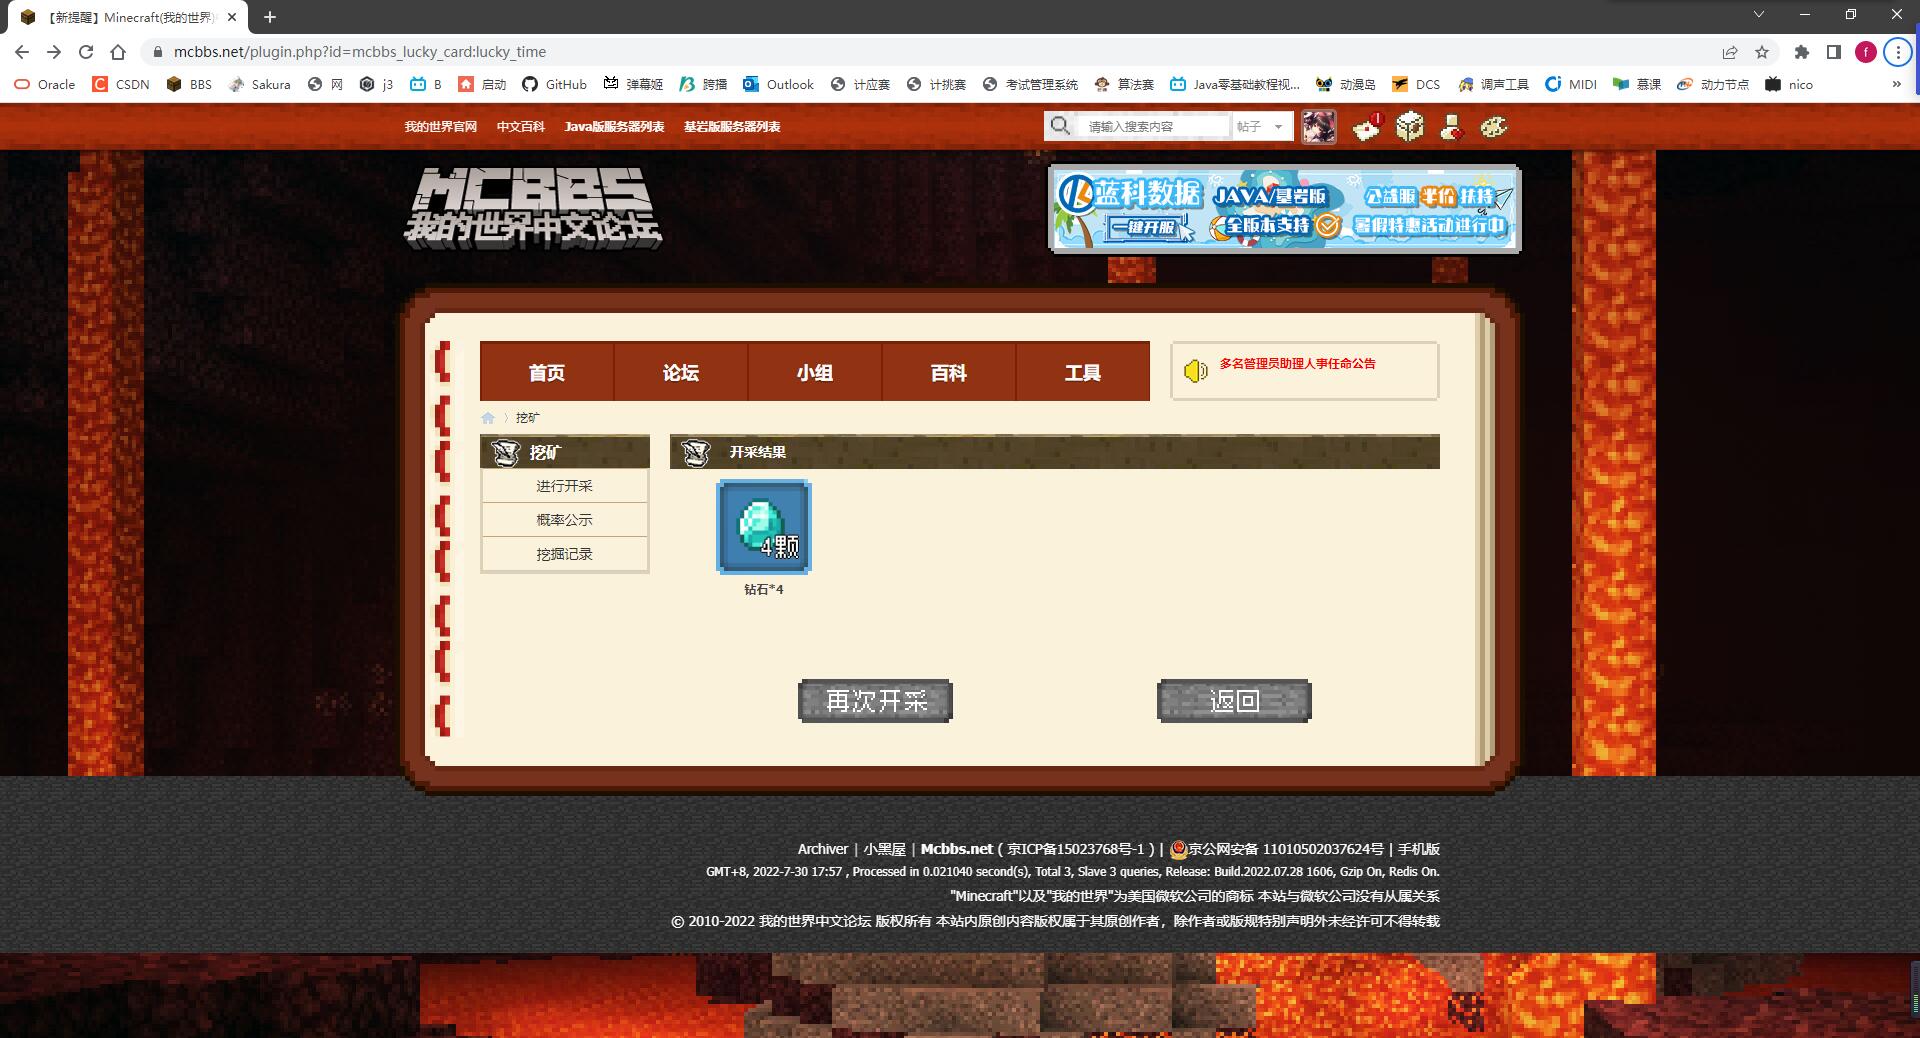 【新提醒】Minecraft(我的世界)
mcbbs.net/plugin.php?id=mcbbs_lucky_card:lucky_time
Oracle CSDN BBS Sakura 网 j3 B 启动 GitHub 弹幕姬 跨播 Outlook 计应赛 计挑赛 考试管理系统 算法赛 Java零基础教程视... 动漫岛 DCS 调声工具 MIDI 慕课 动力节点 nico
我的世界官网 中文百科 Java版服务器列表 基岩版服务器列表 请输入搜索内容 帖子
MCBBS
我的世界中文论坛
蓝科数据 JAVA/基岩版 公益服 半价 扶持
一键开服 全版本支持 暑假特惠活动进行中
首页 论坛 小组 百科 工具
多名管理员助理人事任命公告
挖矿
挖矿
开采结果
进行开采
概率公示
挖掘记录
4颗
钻石*4
再次开采 返回
Archiver | 小黑屋 | Mcbbs.net ( 京ICP备15023768号-1 ) | 京公网安备 11010502037624号 | 手机版
GMT+8, 2022-7-30 17:57 , Processed in 0.021040 second(s), Total 3, Slave 3 queries, Release: Build.2022.07.28 1606, Gzip On, Redis On.
"Minecraft"以及"我的世界"为美国微软公司的商标 本站与微软公司没有从属关系
© 2010-2022 我的世界中文论坛 版权所有 本站内原创内容版权属于其原创作者，除作者或版规特别声明外未经许可不得转载